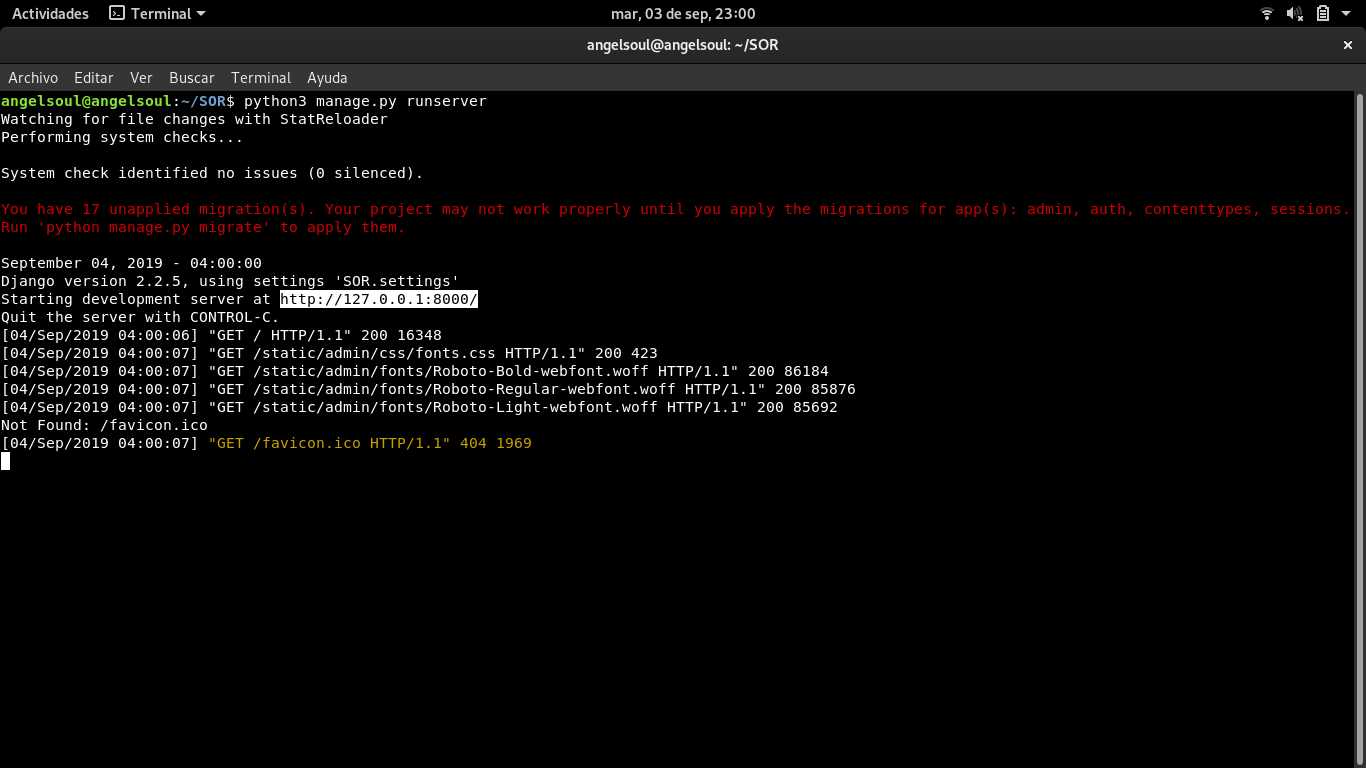 Actividades Terminal mar, 03 de sep, 23:00
angelsoul@angelsoul: ~/SOR ×
Archivo Editar Ver Buscar Terminal Ayuda
angelsoul@angelsoul:~/SOR$ python3 manage.py runserver
Watching for file changes with StatReloader
Performing system checks...
System check identified no issues (0 silenced).
You have 17 unapplied migration(s). Your project may not work properly until you apply the migrations for app(s): admin, auth, contenttypes, sessions.
Run 'python manage.py migrate' to apply them.
September 04, 2019 - 04:00:00
Django version 2.2.5, using settings 'SOR.settings'
Starting development server at http://127.0.0.1:8000/
Quit the server with CONTROL-C.
[04/Sep/2019 04:00:06] "GET / HTTP/1.1" 200 16348
[04/Sep/2019 04:00:07] "GET /static/admin/css/fonts.css HTTP/1.1" 200 423
[04/Sep/2019 04:00:07] "GET /static/admin/fonts/Roboto-Bold-webfont.woff HTTP/1.1" 200 86184
[04/Sep/2019 04:00:07] "GET /static/admin/fonts/Roboto-Regular-webfont.woff HTTP/1.1" 200 85876
[04/Sep/2019 04:00:07] "GET /static/admin/fonts/Roboto-Light-webfont.woff HTTP/1.1" 200 85692
Not Found: /favicon.ico
[04/Sep/2019 04:00:07] "GET /favicon.ico HTTP/1.1" 404 1969